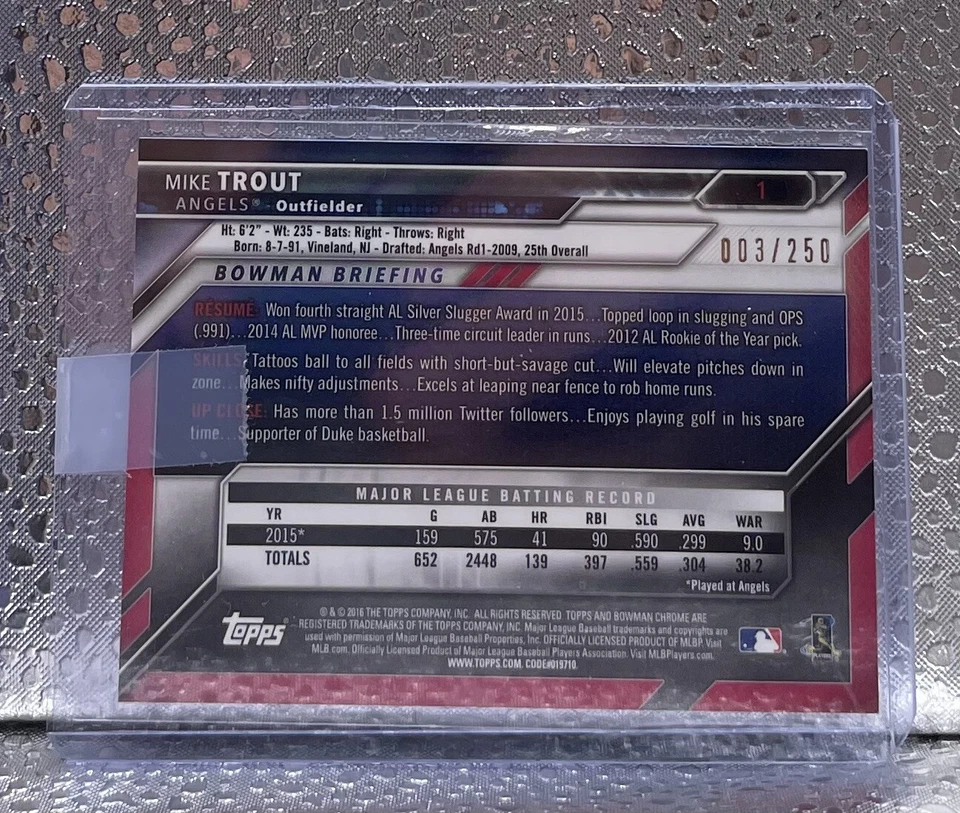 MIKE TROUT
1
ANGELS® - Outfielder
Ht: 6'2" - Wt: 235 - Bats: Right - Throws: Right
Born: 8-7-91, Vineland, NJ - Drafted: Angels Rd1-2009, 25th Overall
003/250
BOWMAN BRIEFING
RÉSUMÉ: Won fourth straight AL Silver Slugger Award in 2015...Topped loop in slugging and OPS
(.991)...2014 AL MVP honoree...Three-time circuit leader in runs...2012 AL Rookie of the Year pick.
SKILLS: Tattoos ball to all fields with short-but-savage cut...Will elevate pitches down in
zone...Makes nifty adjustments...Excels at leaping near fence to rob home runs.
UP CLOSE: Has more than 1.5 million Twitter followers...Enjoys playing golf in his spare
time...Supporter of Duke basketball.
MAJOR LEAGUE BATTING RECORD
YR G AB HR RBI SLG AVG WAR
2015* 159 575 41 90 .590 .299 9.0
TOTALS 652 2448 139 397 .559 .304 38.2
*Played at Angels
Topps®
® & © 2016 THE TOPPS COMPANY, INC. ALL RIGHTS RESERVED. TOPPS AND BOWMAN CHROME ARE
REGISTERED TRADEMARKS OF THE TOPPS COMPANY, INC. Major League Baseball trademarks and copyrights are
used with permission of Major League Baseball Properties, Inc. OFFICIALLY LICENSED PRODUCT OF MLBP. Visit
MLB.com. Officially Licensed Product of Major League Baseball Players Association. Visit MLBPlayers.com.
WWW.TOPPS.COM. CODE#019710.